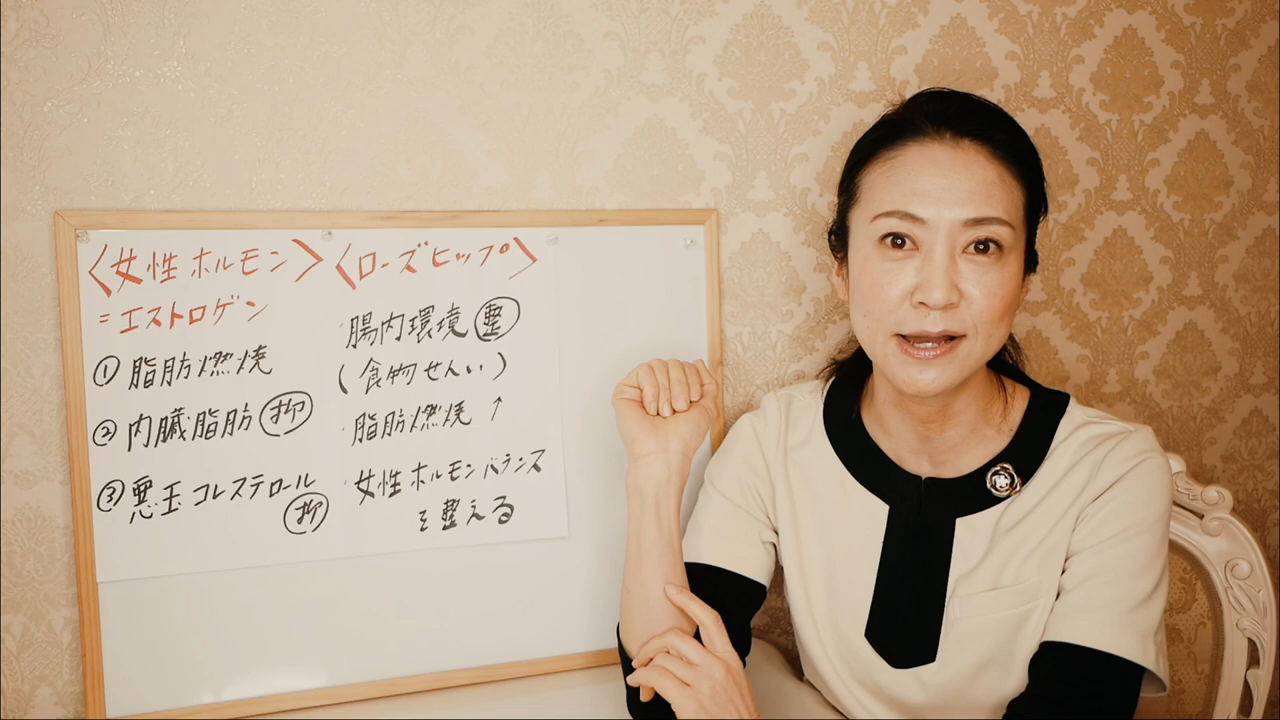 〈女性ホルモン〉
=エストロゲン
①脂肪燃焼
②内臓脂肪 抑
③悪玉コレステロール
抑
〈ローズヒップ〉
・腸内環境 整
(食物せんい)
・脂肪燃焼 ↑
・女性ホルモンバランス
を整える